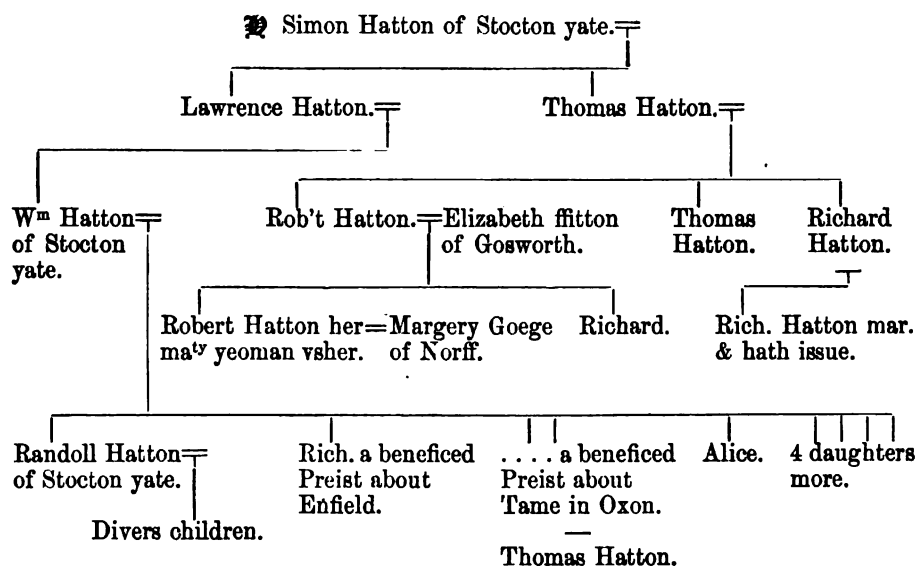 H Simon Hatton of Stocton yate.
Lawrence Hatton.
Thomas Hatton.
Wᵐ Hatton
of Stocton
yate.
Rob't Hatton.=Elizabeth ffitton
of Gosworth.
Thomas
Hatton.
Richard
Hatton.
Robert Hatton her=Margery Goege
maᵗʸ yeoman vsher. of Norff.
Richard.
Rich. Hatton mar.
& hath issue.
Randoll Hatton
of Stocton yate.
Divers children.
Rich. a beneficed
Preist about
Enfield.
. . . . a beneficed
Preist about
Tame in Oxon.
—
Thomas Hatton.
Alice.
4 daughters
more.